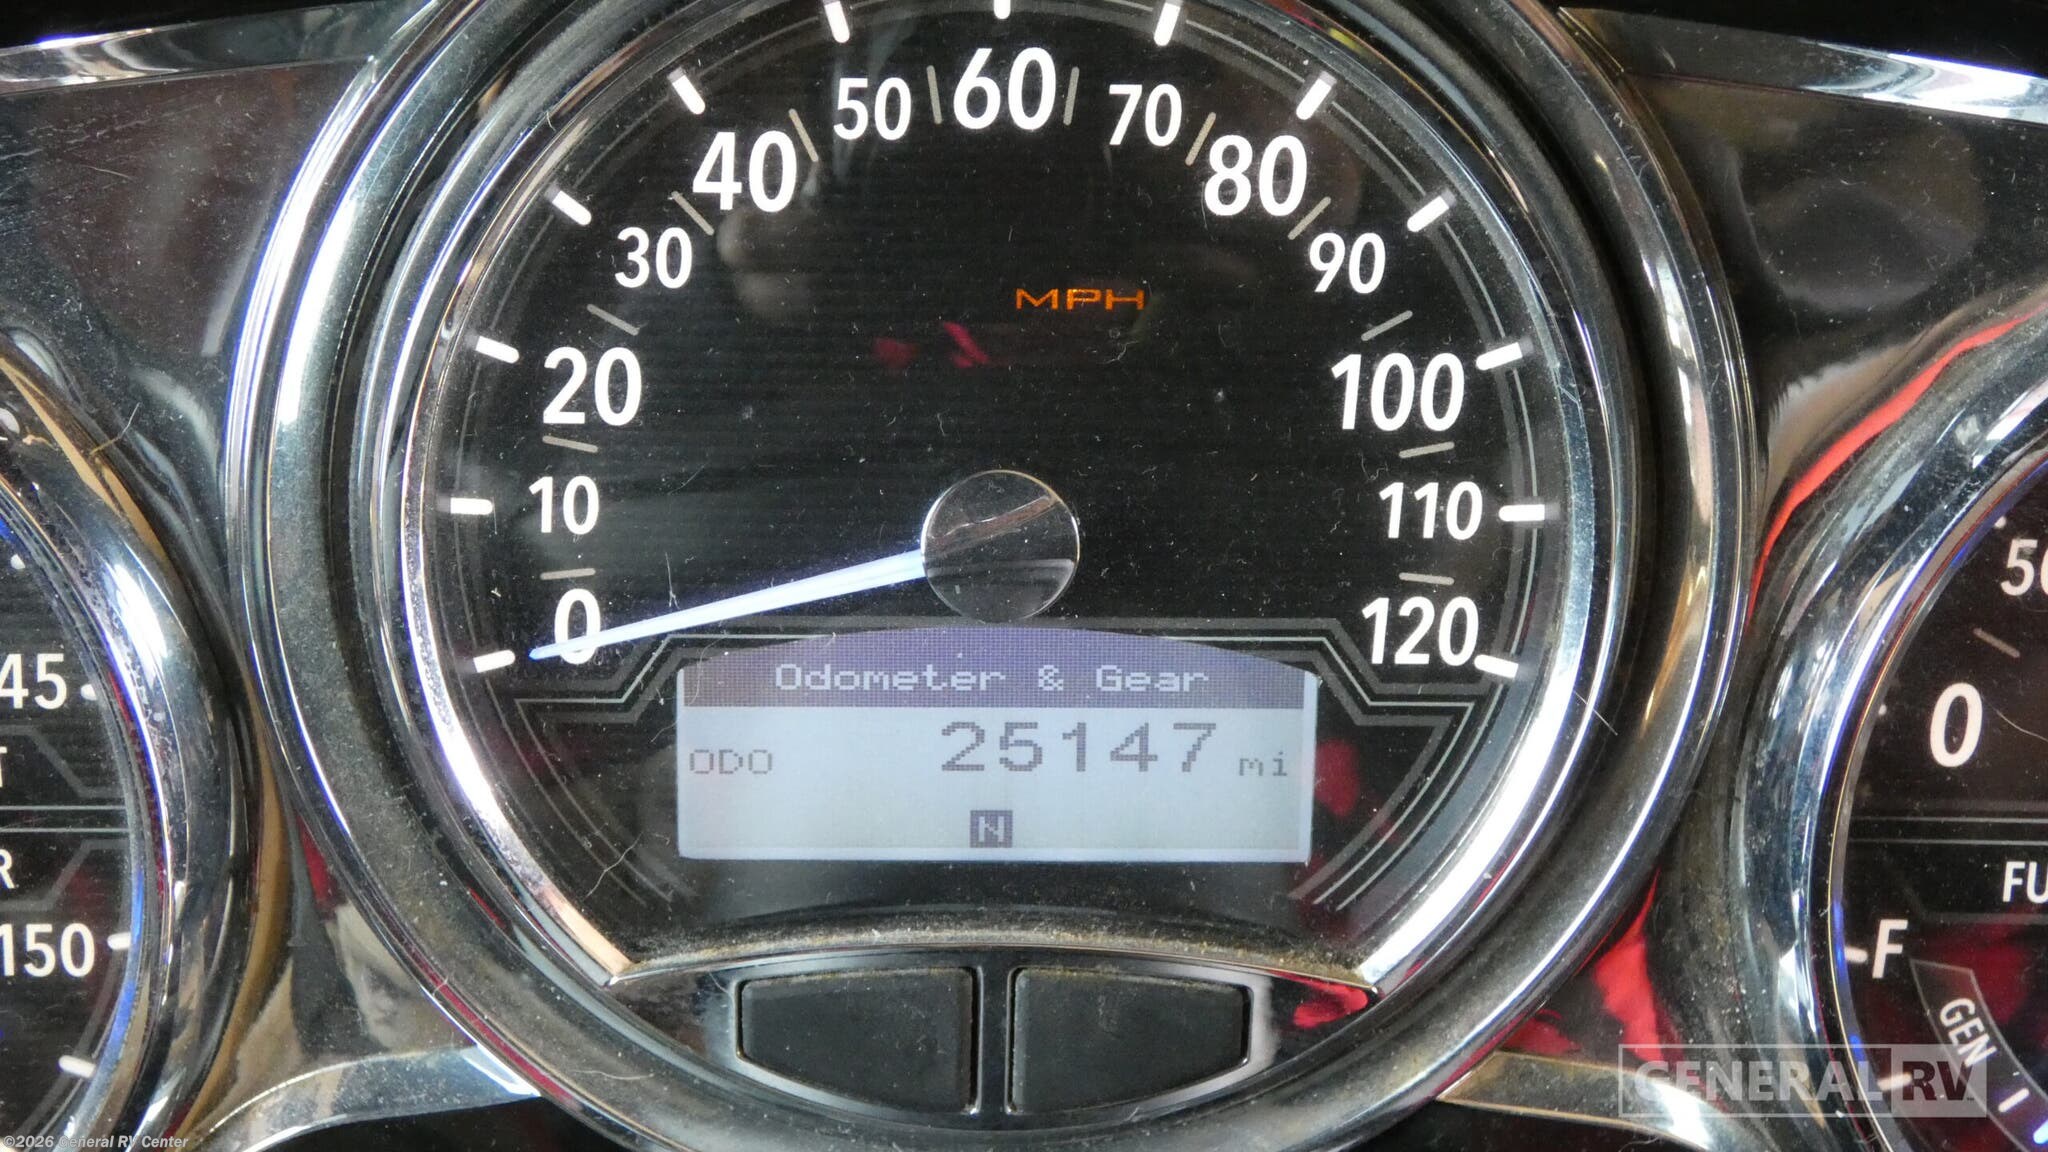 60
50
70
40
80
30
90
MPH
20
100
10
110
0
120
Odometer & Gear
ODO 25147 mi
N
45
150
0
F
GEN
GENERAL RV
©2026 General RV Center